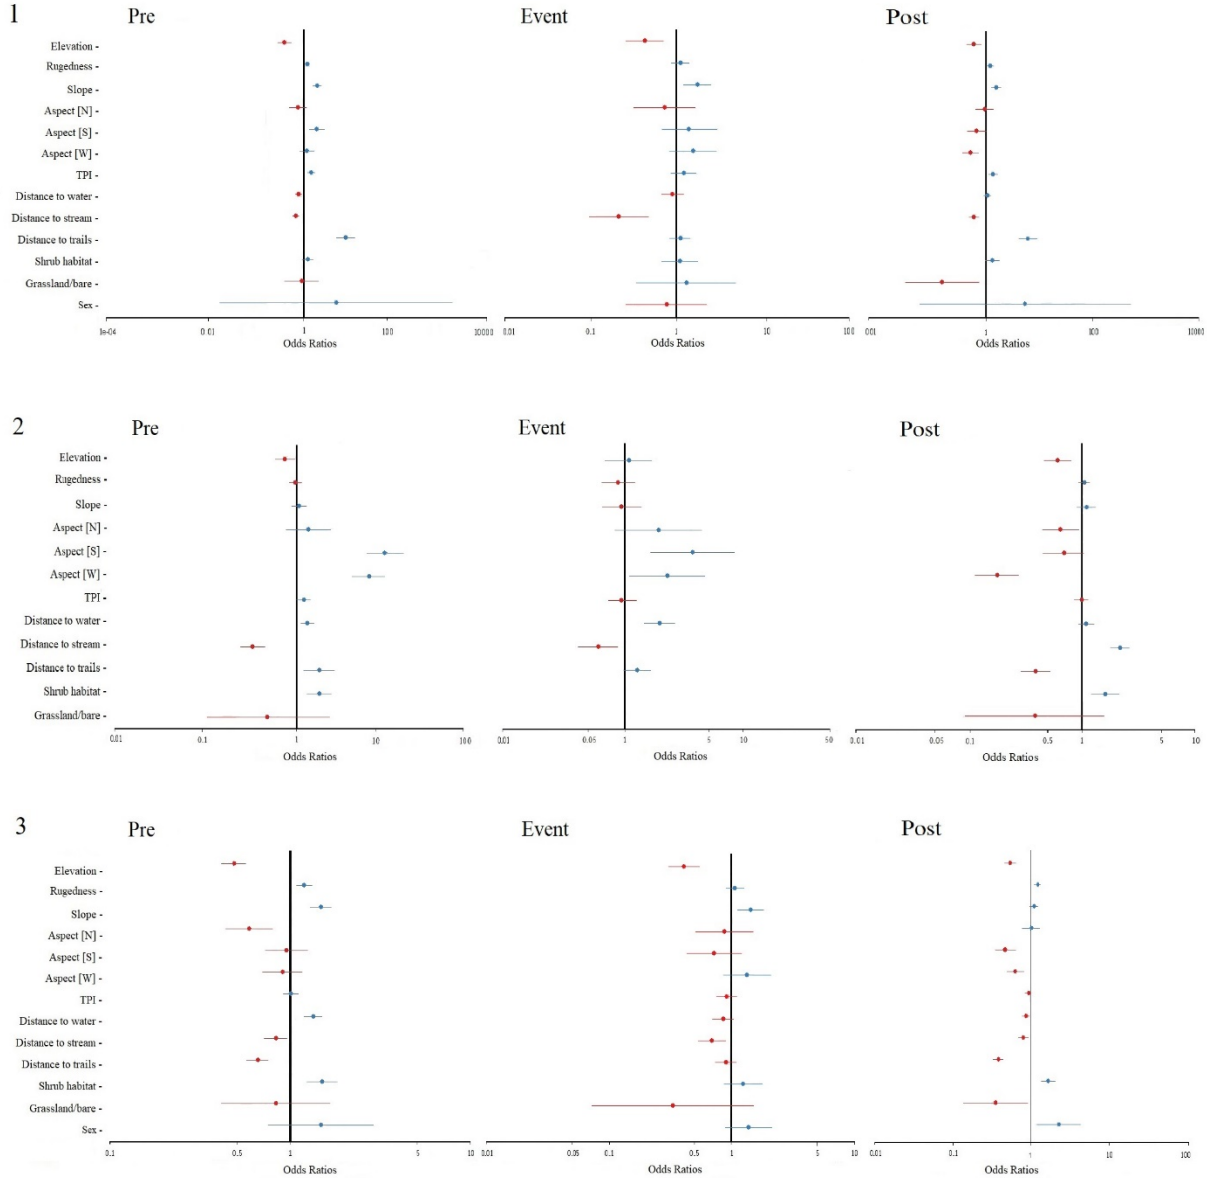 1
Pre
Event
Post
Elevation -
Rugedness -
Slope -
Aspect [N] -
Aspect [S] -
Aspect [W] -
TPI -
Distance to water -
Distance to stream -
Distance to trails -
Shrub habitat -
Grassland/bare -
Sex -
1e-04 0.01 1 10 10000
Odds Ratios
0.01 0.1 1 10 100
Odds Ratios
0.01 1 100 10000
Odds Ratios
2
Pre
Event
Post
Elevation -
Rugedness -
Slope -
Aspect [N] -
Aspect [S] -
Aspect [W] -
TPI -
Distance to water -
Distance to stream -
Distance to trails -
Shrub habitat -
Grassland/bare -
0.01 0.1 1 10 100
Odds Ratios
0.01 0.05 1 5 10 50
Odds Ratios
0.01 0.05 0.1 0.5 1 5 10
Odds Ratios
3
Pre
Event
Post
Elevation -
Rugedness -
Slope -
Aspect [N] -
Aspect [S] -
Aspect [W] -
TPI -
Distance to water -
Distance to stream -
Distance to trails -
Shrub habitat -
Grassland/bare -
Sex -
0.1 0.5 1 5 10
Odds Ratios
0.01 0.05 0.1 0.5 1 5 10
Odds Ratios
0.01 0.1 1 10 100
Odds Ratios